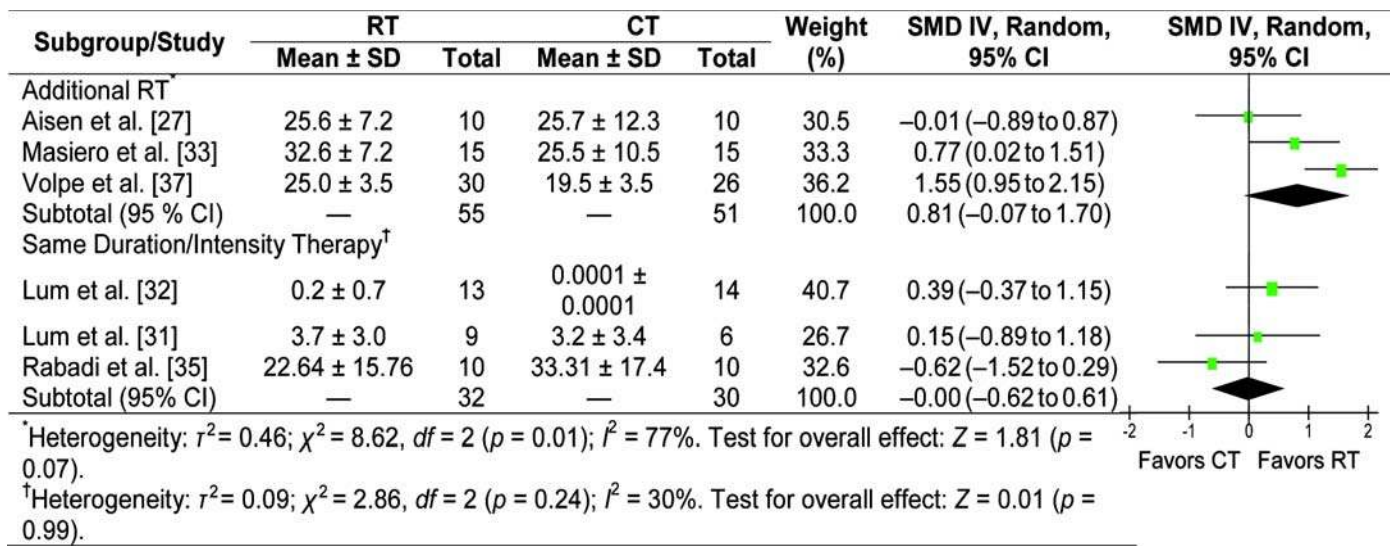 Subgroup/Study RT CT Weight (%) SMD IV, Random, 95% CI SMD IV, Random, 95% CI
Mean ± SD Total Mean ± SD Total
Additional RT*
Aisen et al. [27] 25.6 ± 7.2 10 25.7 ± 12.3 10 30.5 –0.01 (–0.89 to 0.87)
Masiero et al. [33] 32.6 ± 7.2 15 25.5 ± 10.5 15 33.3 0.77 (0.02 to 1.51)
Volpe et al. [37] 25.0 ± 3.5 30 19.5 ± 3.5 26 36.2 1.55 (0.95 to 2.15)
Subtotal (95 % CI) — 55 — 51 100.0 0.81 (–0.07 to 1.70)
Same Duration/Intensity Therapy†
Lum et al. [32] 0.2 ± 0.7 13 0.0001 ± 0.0001 14 40.7 0.39 (–0.37 to 1.15)
Lum et al. [31] 3.7 ± 3.0 9 3.2 ± 3.4 6 26.7 0.15 (–0.89 to 1.18)
Rabadi et al. [35] 22.64 ± 15.76 10 33.31 ± 17.4 10 32.6 –0.62 (–1.52 to 0.29)
Subtotal (95% CI) — 32 — 30 100.0 –0.00 (–0.62 to 0.61)
-2 -1 0 1 2
Favors CT Favors RT
*Heterogeneity: τ² = 0.46; χ² = 8.62, df = 2 (p = 0.01); I² = 77%. Test for overall effect: Z = 1.81 (p =
0.07).
†Heterogeneity: τ² = 0.09; χ² = 2.86, df = 2 (p = 0.24); I² = 30%. Test for overall effect: Z = 0.01 (p =
0.99).